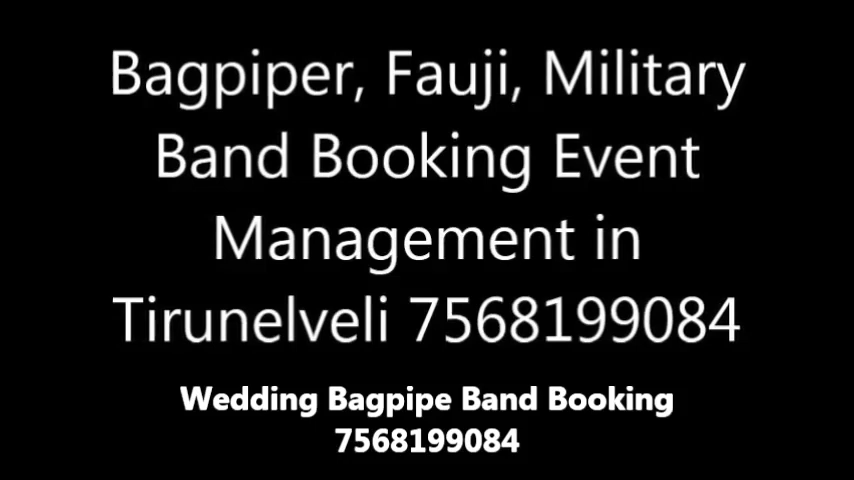 Bagpiper, Fauji, Military
Band Booking Event
Management in
Tirunelveli 7568199084
Wedding Bagpipe Band Booking
7568199084